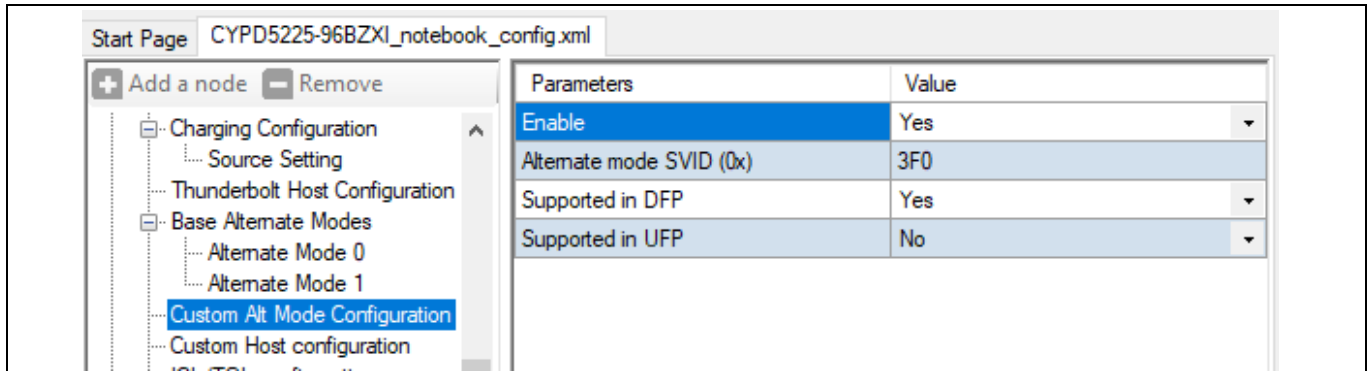 Start Page CYPD5225-96BZXI_notebook_config.xml
Add a node Remove
Parameters Value
Charging Configuration
Source Setting
Thunderbolt Host Configuration
Base Alternate Modes
Alternate Mode 0
Alternate Mode 1
Custom Alt Mode Configuration
Custom Host configuration
Enable Yes
Alternate mode SVID (0x) 3F0
Supported in DFP Yes
Supported in UFP No